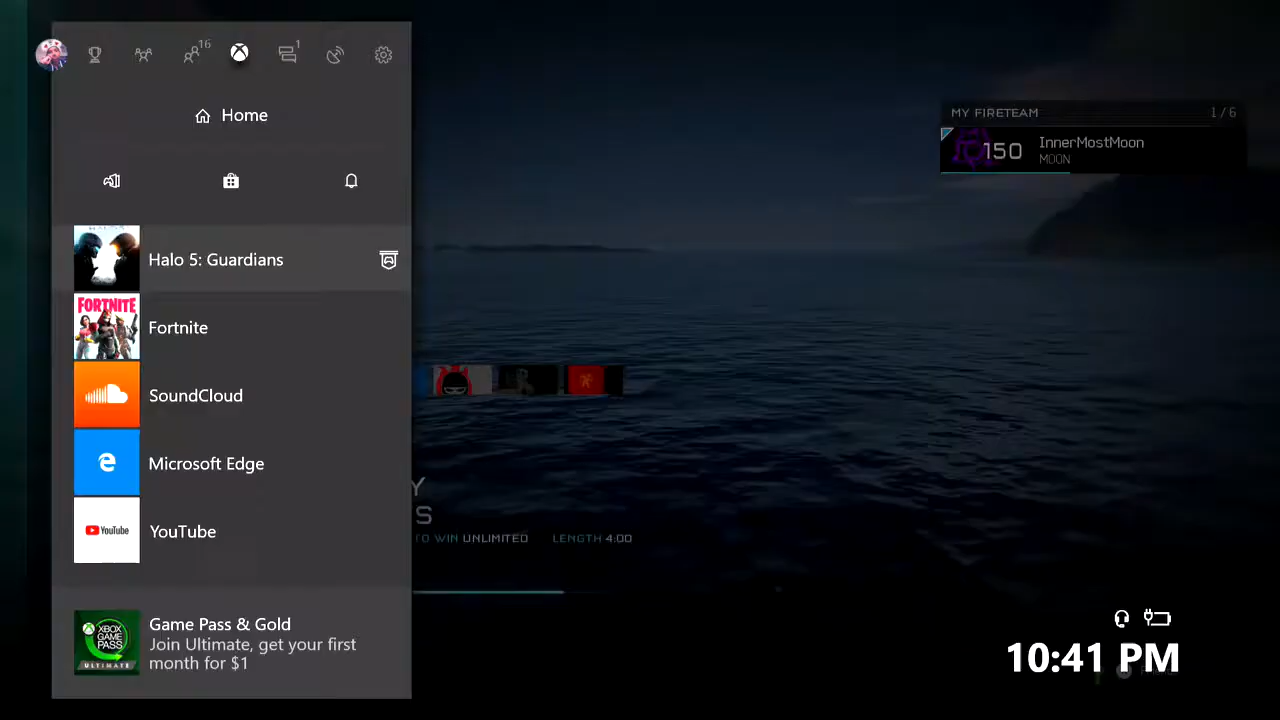 16
1
Home
Halo 5: Guardians
FORTNITE
Fortnite
SoundCloud
Microsoft Edge
YouTube
YouTube
XBOX
GAME PASS
ULTIMATE
Game Pass & Gold
Join Ultimate, get your first
month for $1
MY FIRETEAM 1/6
150 InnerMostMoon
MOON
Y
S
TO WIN UNLIMITED LENGTH 4:00
10:41 PM